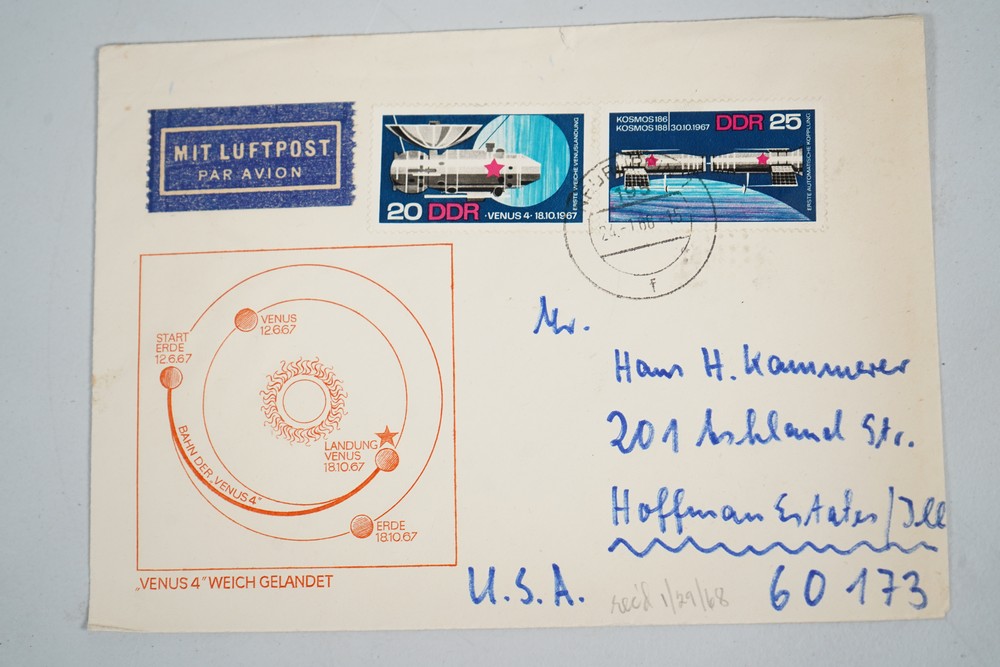 MIT LUFTPOST
PAR AVION
20 DDR · VENUS 4 · 18.10.1967
ERSTE WEICHE VENUSLANDUNG
KOSMOS 186
KOSMOS 188 30.10.1967
DDR 25
ERSTE AUTOMATISCHE KOPPLUNG
f
VENUS
12.6.67
START
ERDE
12.6.67
LANDUNG
VENUS
18.10.67
BAHN DER „VENUS 4"
ERDE
18.10.67
„VENUS 4" WEICH GELANDET
Mr.
Hans H. Kammerer
201 Ashland Str.
Hoffman Estates/Ill
U.S.A.
60173
rec'd 1/29/68